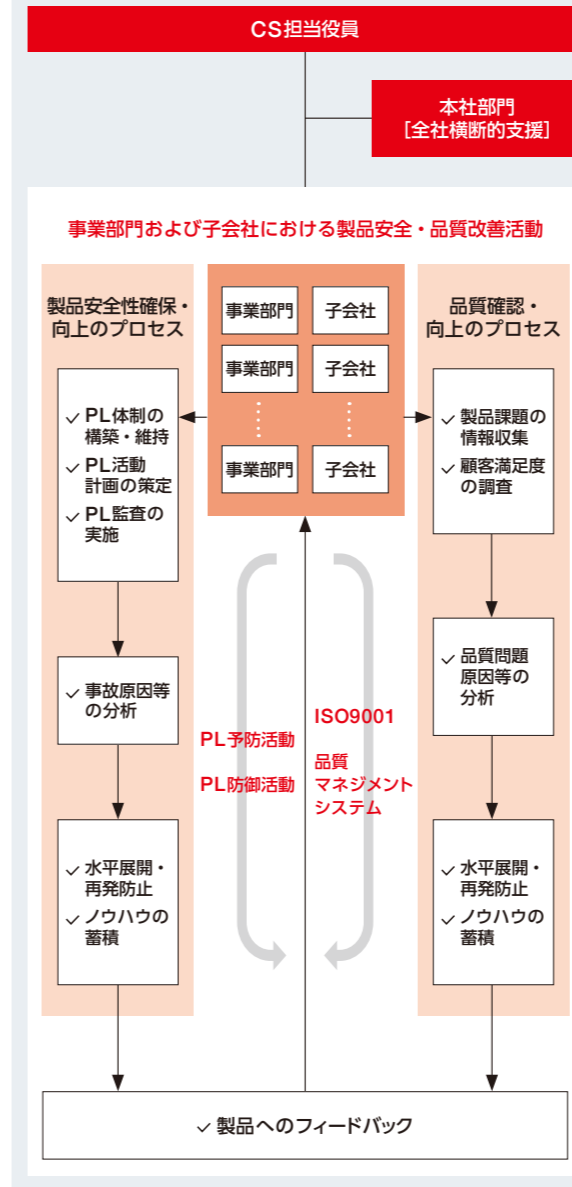 CS担当役員
本社部門
［全社横断的支援］
事業部門および子会社における製品安全・品質改善活動
製品安全性確保・
向上のプロセス
✓ PL体制の
構築・維持
✓ PL活動
計画の策定
✓ PL監査の
実施
✓ 事故原因等
の分析
✓ 水平展開・
再発防止
✓ ノウハウの
蓄積
事業部門 子会社
事業部門 子会社
事業部門 子会社
PL予防活動
PL防御活動
ISO9001
品質
マネジメント
システム
品質確認・
向上のプロセス
✓ 製品課題の
情報収集
✓ 顧客満足度
の調査
✓ 品質問題
原因等の
分析
✓ 水平展開・
再発防止
✓ ノウハウの
蓄積
✓ 製品へのフィードバック